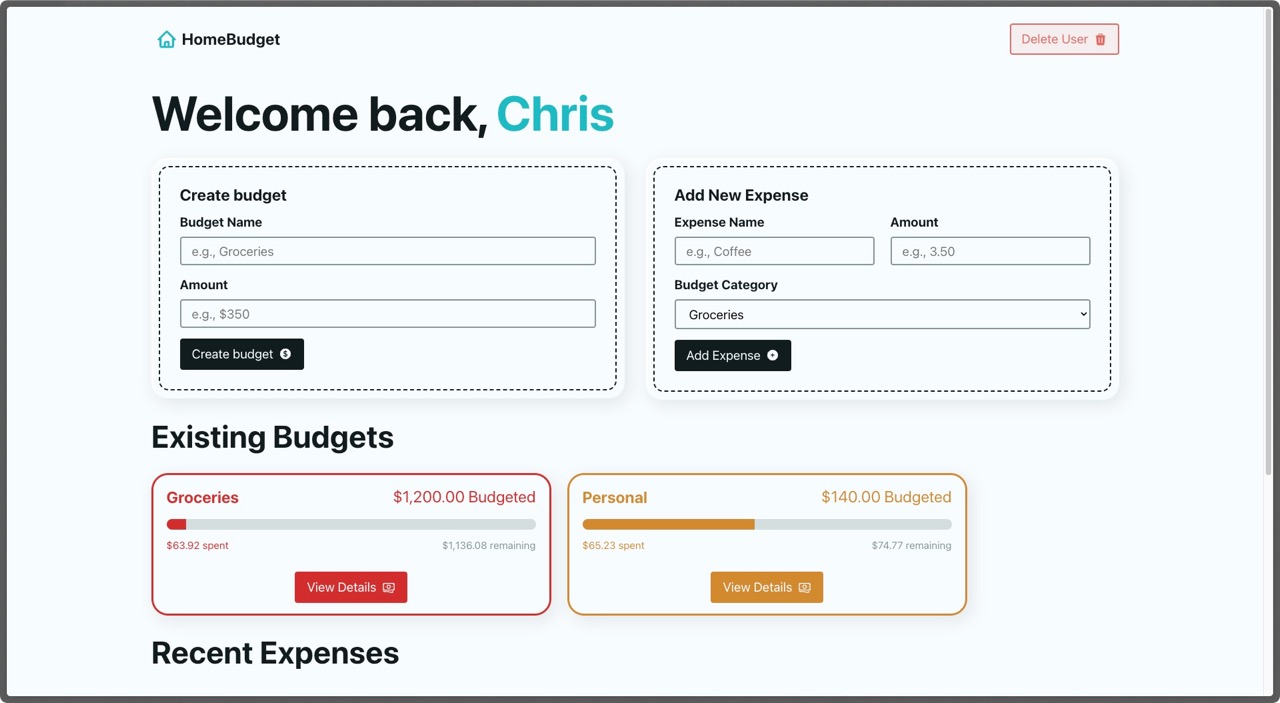 HomeBudget
Delete User
Welcome back, Chris
Create budget
Budget Name
e.g., Groceries
Amount
e.g., $350
Create budget
Add New Expense
Expense Name
Amount
e.g., Coffee
e.g., 3.50
Budget Category
Groceries
Add Expense
Existing Budgets
Groceries
$1,200.00 Budgeted
$63.92 spent
$1,136.08 remaining
View Details
Personal
$140.00 Budgeted
$65.23 spent
$74.77 remaining
View Details
Recent Expenses